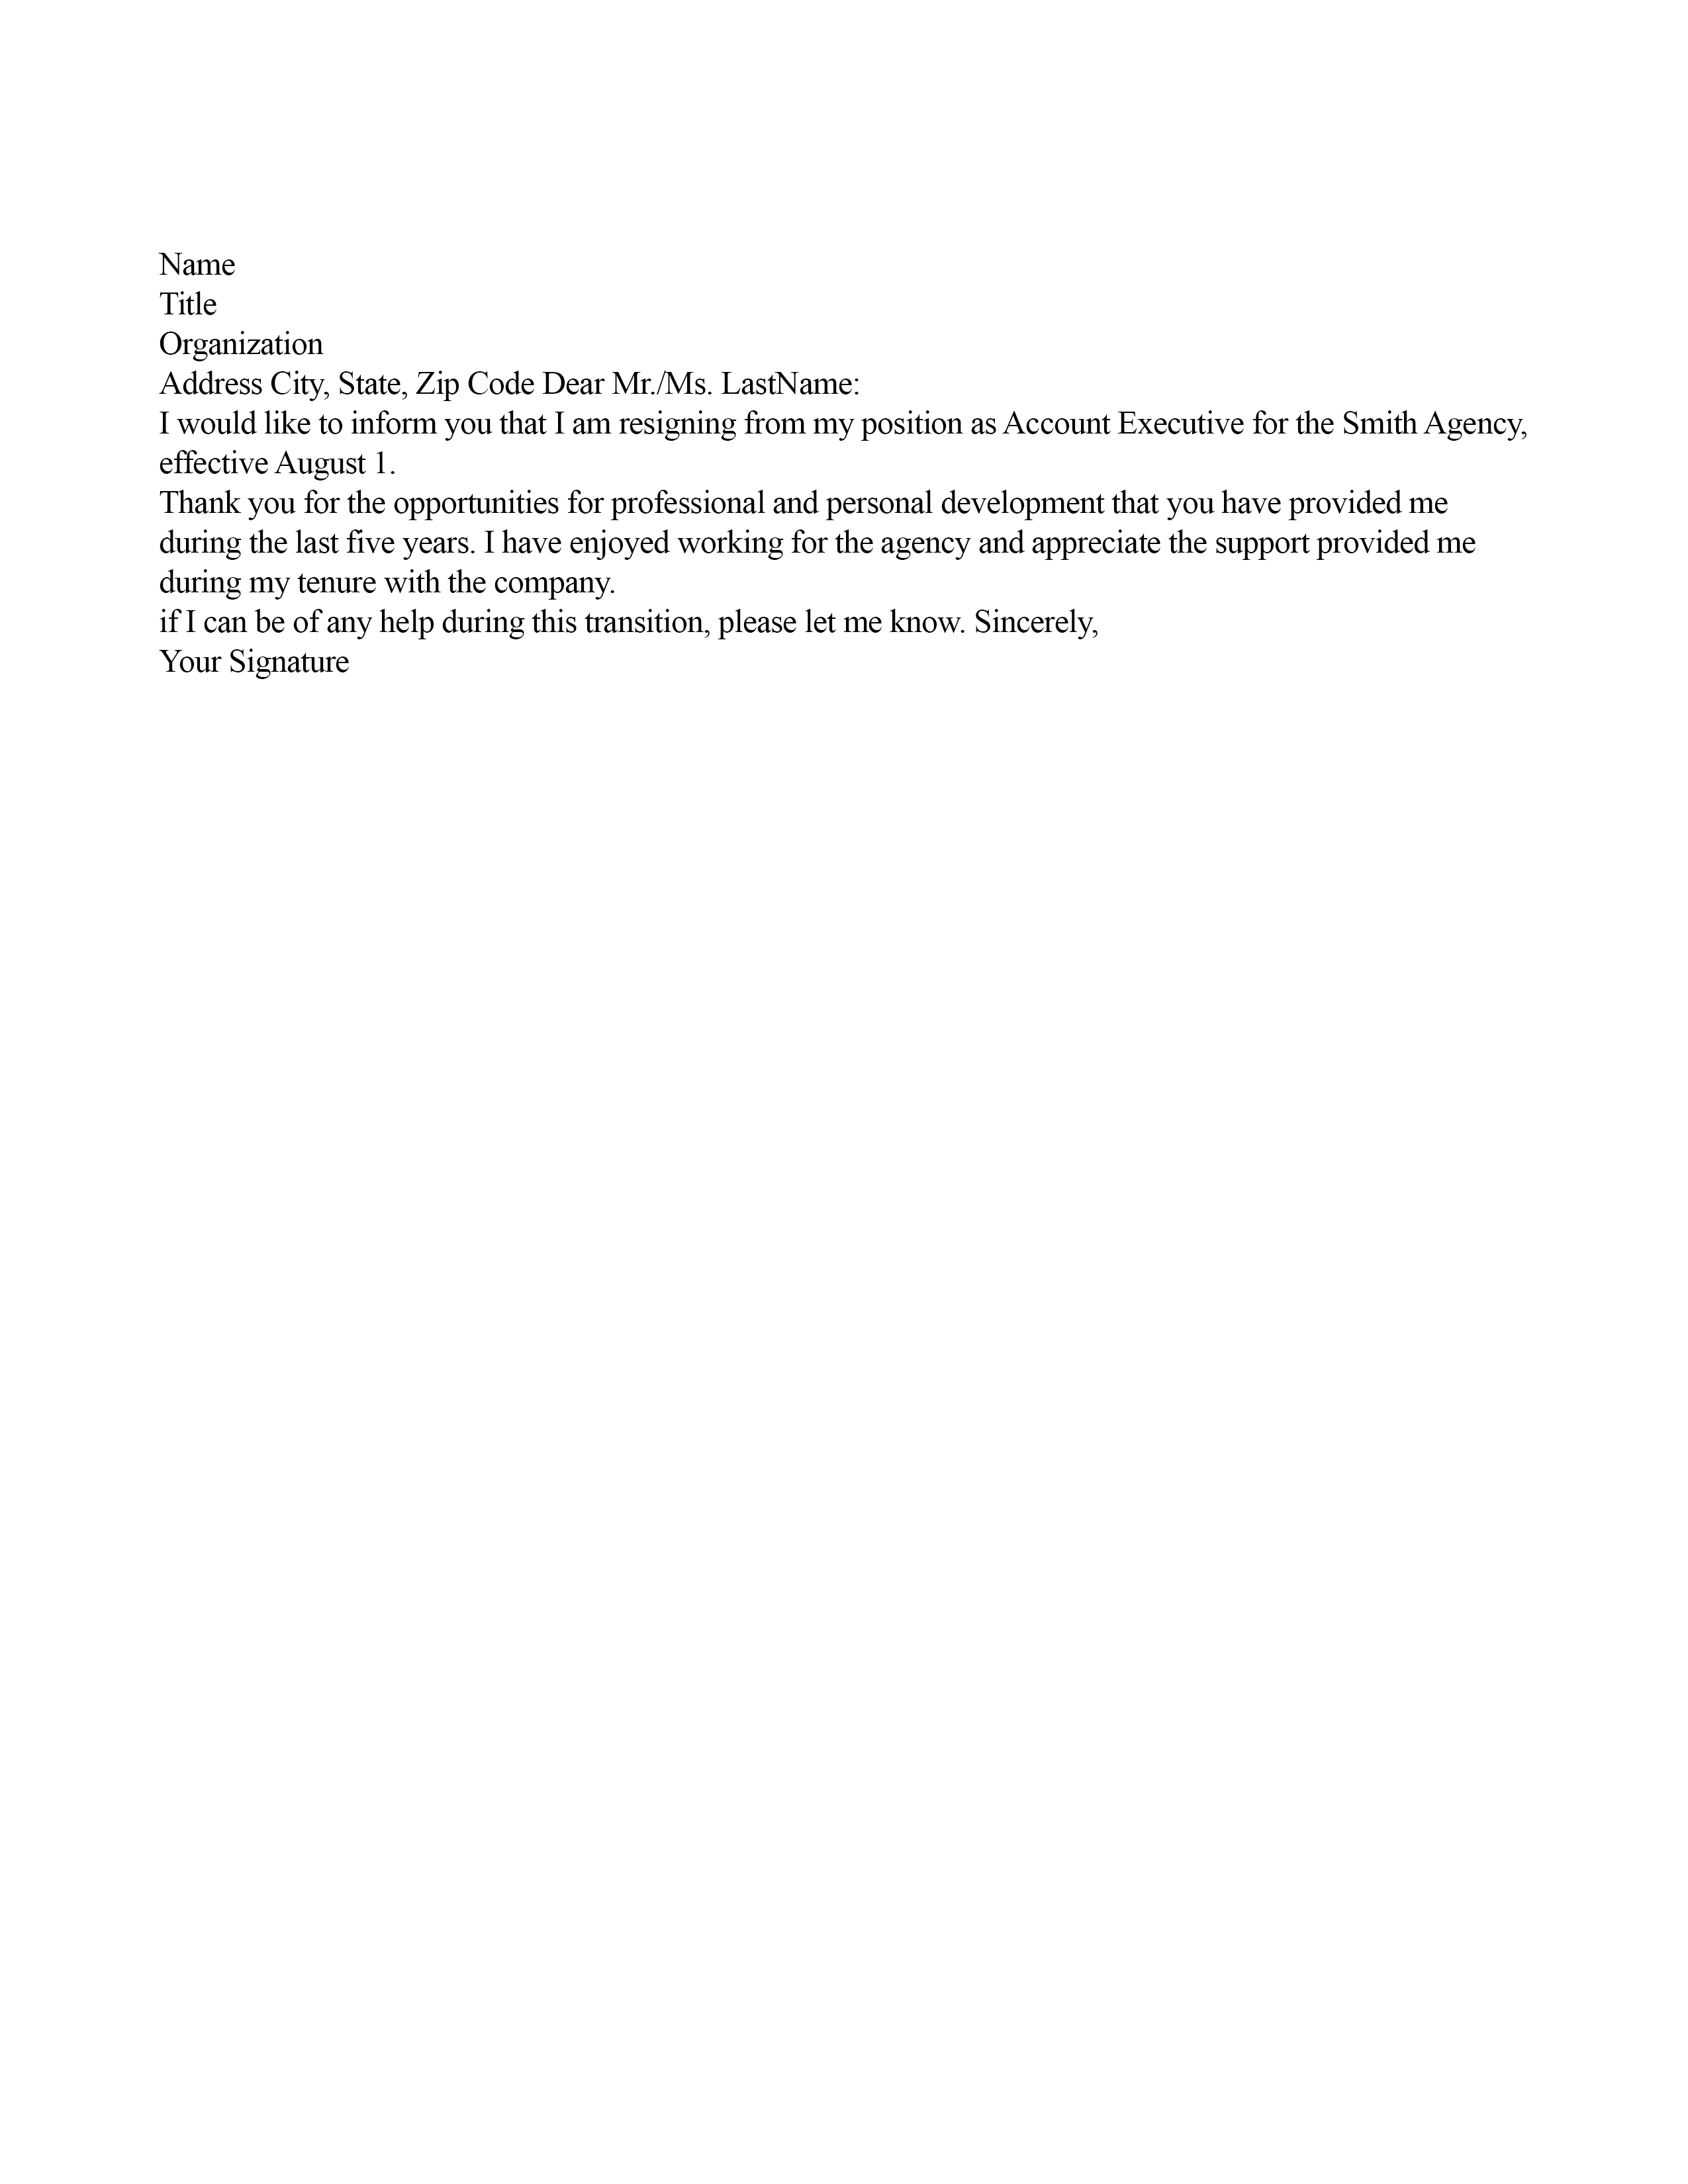 Name
Title
Organization
Address City, State, Zip Code Dear Mr./Ms. LastName:
I would like to inform you that I am resigning from my position as Account Executive for the Smith Agency,
effective August 1.
Thank you for the opportunities for professional and personal development that you have provided me
during the last five years. I have enjoyed working for the agency and appreciate the support provided me
during my tenure with the company.
if I can be of any help during this transition, please let me know. Sincerely,
Your Signature